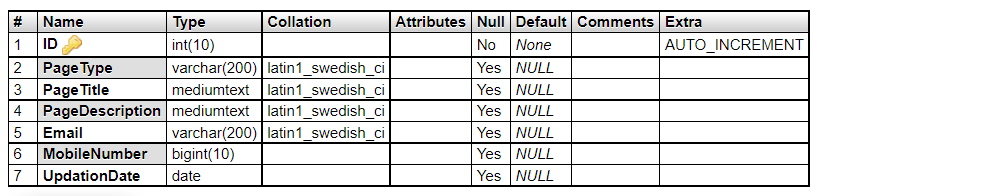 # Name Type Collation Attributes Null Default Comments Extra
1 ID int(10) No None AUTO_INCREMENT
2 PageType varchar(200) latin1_swedish_ci Yes NULL
3 PageTitle mediumtext latin1_swedish_ci Yes NULL
4 PageDescription mediumtext latin1_swedish_ci Yes NULL
5 Email varchar(200) latin1_swedish_ci Yes NULL
6 MobileNumber bigint(10) Yes NULL
7 UpdationDate date Yes NULL